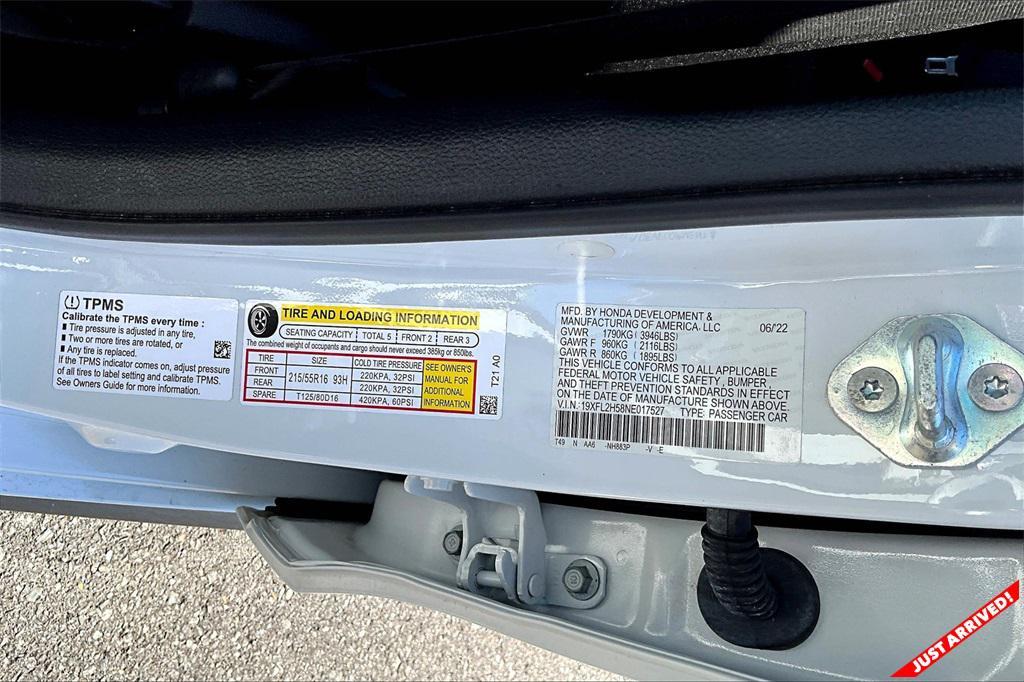 TPMS
Calibrate the TPMS every time :
■ Tire pressure is adjusted in any tire,
■ Two or more tires are rotated, or
■ Any tire is replaced.
If the TPMS indicator comes on, adjust pressure
of all tires to label setting and calibrate TPMS.
See Owners Guide for more information.
TIRE AND LOADING INFORMATION
SEATING CAPACITY TOTAL 5 FRONT 2 REAR 3
The combined weight of occupants and cargo should never exceed 385kg or 850lbs.
TIRE SIZE COLD TIRE PRESSURE
FRONT 215/55R16 93H 220KPA, 32PSI
REAR 220KPA, 32PSI
SPARE T125/80D16 420KPA, 60PSI
SEE OWNER'S
MANUAL FOR
ADDITIONAL
INFORMATION
T21 A0
MFD. BY HONDA DEVELOPMENT &
MANUFACTURING OF AMERICA, LLC 06/22
GVWR 1790KG ( 3946LBS)
GAWR F 960KG ( 2116LBS)
GAWR R 860KG ( 1895LBS)
THIS VEHICLE CONFORMS TO ALL APPLICABLE
FEDERAL MOTOR VEHICLE SAFETY , BUMPER ,
AND THEFT PREVENTION STANDARDS IN EFFECT
ON THE DATE OF MANUFACTURE SHOWN ABOVE.
V.I.N.:19XFL2H58NE017527 TYPE: PASSENGER CAR
T49 N AA6 -NH883P -V -E
JUST ARRIVED!